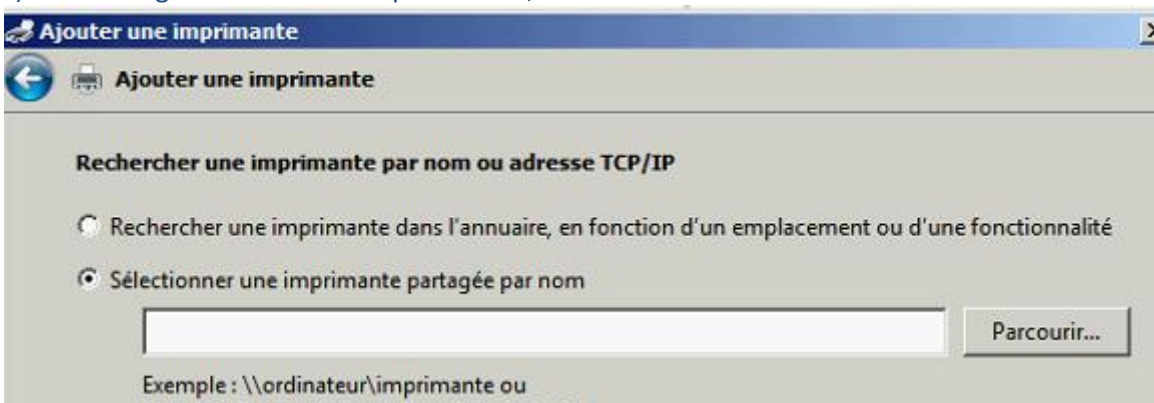 Ajouter une imprimante
Ajouter une imprimante
Rechercher une imprimante par nom ou adresse TCP/IP
Rechercher une imprimante dans l'annuaire, en fonction d'un emplacement ou d'une fonctionnalité
Sélectionner une imprimante partagée par nom
Parcourir...
Exemple : \\ordinateur\imprimante ou